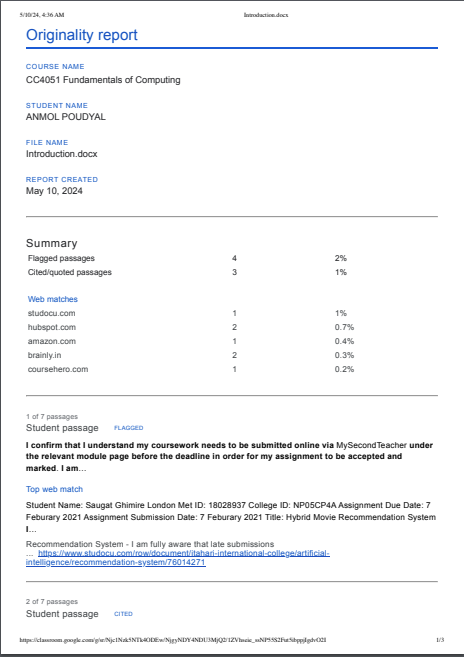 5/10/24, 4:36 AM Introduction.docx
Originality report
COURSE NAME
CC4051 Fundamentals of Computing
STUDENT NAME
ANMOL POUDYAL
FILE NAME
Introduction.docx
REPORT CREATED
May 10, 2024
Summary
Flagged passages 4 2%
Cited/quoted passages 3 1%
Web matches
studocu.com 1 1%
hubspot.com 2 0.7%
amazon.com 1 0.4%
brainly.in 2 0.3%
coursehero.com 1 0.2%
1 of 7 passages
Student passage FLAGGED
I confirm that I understand my coursework needs to be submitted online via MySecondTeacher under
the relevant module page before the deadline in order for my assignment to be accepted and
marked. I am…
Top web match
Student Name: Saugat Ghimire London Met ID: 18028937 College ID: NP05CP4A Assignment Due Date: 7
Feburary 2021 Assignment Submission Date: 7 Feburary 2021 Title: Hybrid Movie Recommendation System
I…
Recommendation System - I am fully aware that late submissions
... https://www.studocu.com/row/document/itahari-international-college/artificial-
intelligence/recommendation-system/76014271
2 of 7 passages
Student passage CITED
1/3